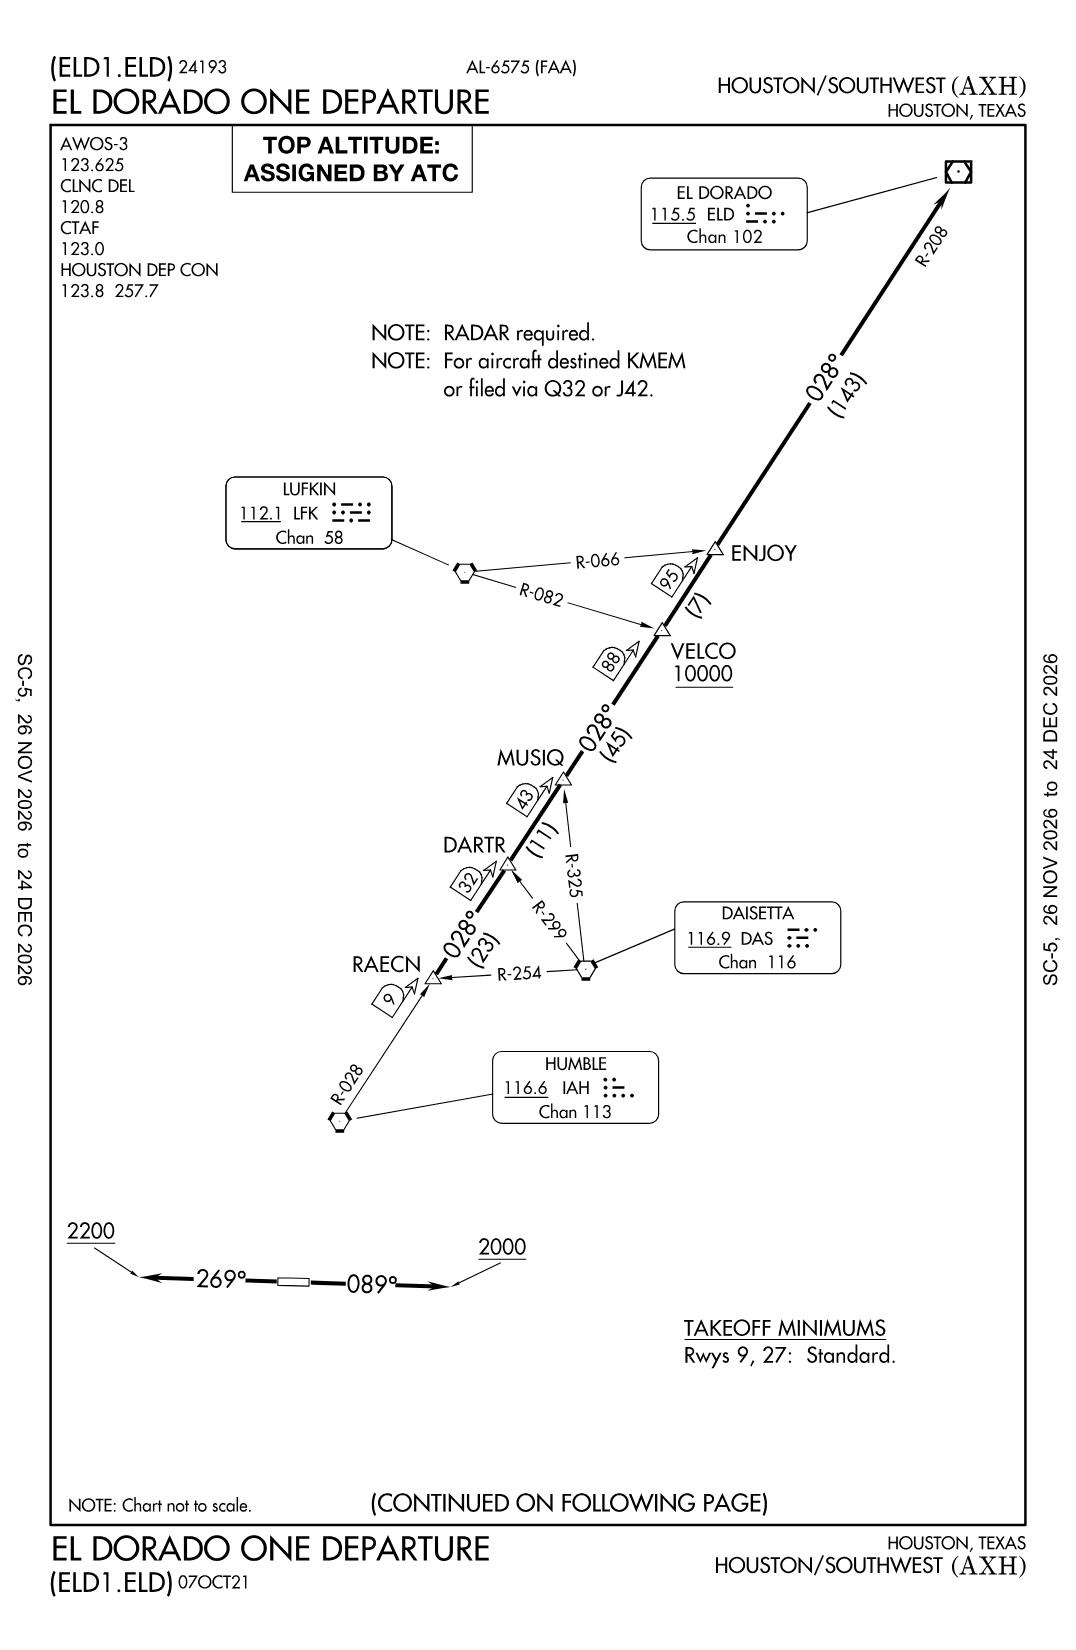 (ELD1.ELD) 24193
AL-6575 (FAA)
EL DORADO ONE DEPARTURE
HOUSTON/SOUTHWEST (AXH)
HOUSTON, TEXAS
AWOS-3
123.625
CLNC DEL
120.8
CTAF
123.0
HOUSTON DEP CON
123.8 257.7
TOP ALTITUDE:
ASSIGNED BY ATC
EL DORADO
115.5 ELD
Chan 102
R-208
NOTE: RADAR required.
NOTE: For aircraft destined KMEM
or filed via Q32 or J42.
028°
(143)
LUFKIN
112.1 LFK
Chan 58
R-066
R-082
ENJOY
95
(7)
VELCO
10000
88
028°
(45)
MUSIQ
43
(11)
DARTR
32
R-325
R-299
028°
(23)
DAISETTA
116.9 DAS
Chan 116
RAECN
R-254
9
R-028
HUMBLE
116.6 IAH
Chan 113
2200
2000
269°
089°
TAKEOFF MINIMUMS
Rwys 9, 27: Standard.
NOTE: Chart not to scale.
(CONTINUED ON FOLLOWING PAGE)
EL DORADO ONE DEPARTURE
(ELD1.ELD) 07OCT21
HOUSTON, TEXAS
HOUSTON/SOUTHWEST (AXH)
SC-5, 26 NOV 2026 to 24 DEC 2026
SC-5, 26 NOV 2026 to 24 DEC 2026